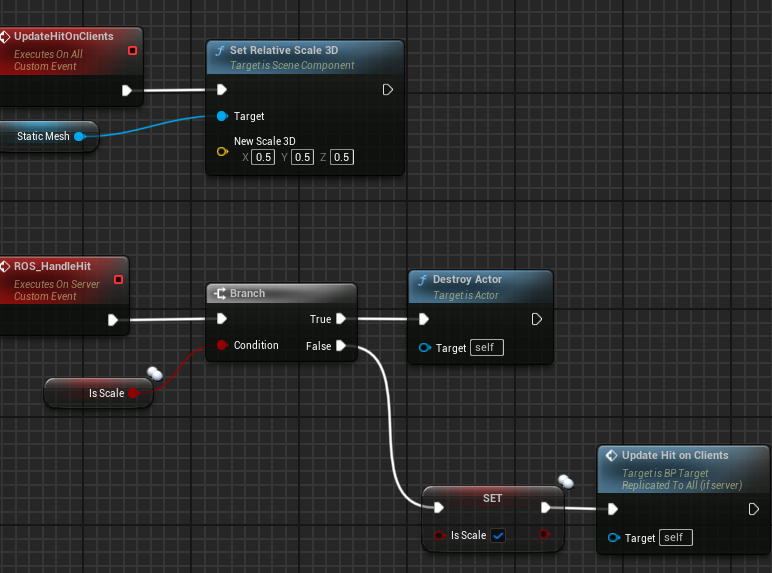 UpdateHitOnClients
Executes On All
Custom Event
Static Mesh
f Set Relative Scale 3D
Target is Scene Component
Target
New Scale 3D
X 0.5 Y 0.5 Z 0.5
ROS_HandleHit
Executes On Server
Custom Event
Is Scale
Branch
True
Condition
False
f Destroy Actor
Target is Actor
Target self
SET
Is Scale
Update Hit on Clients
Target is BP Target
Replicated To All (if server)
Target self